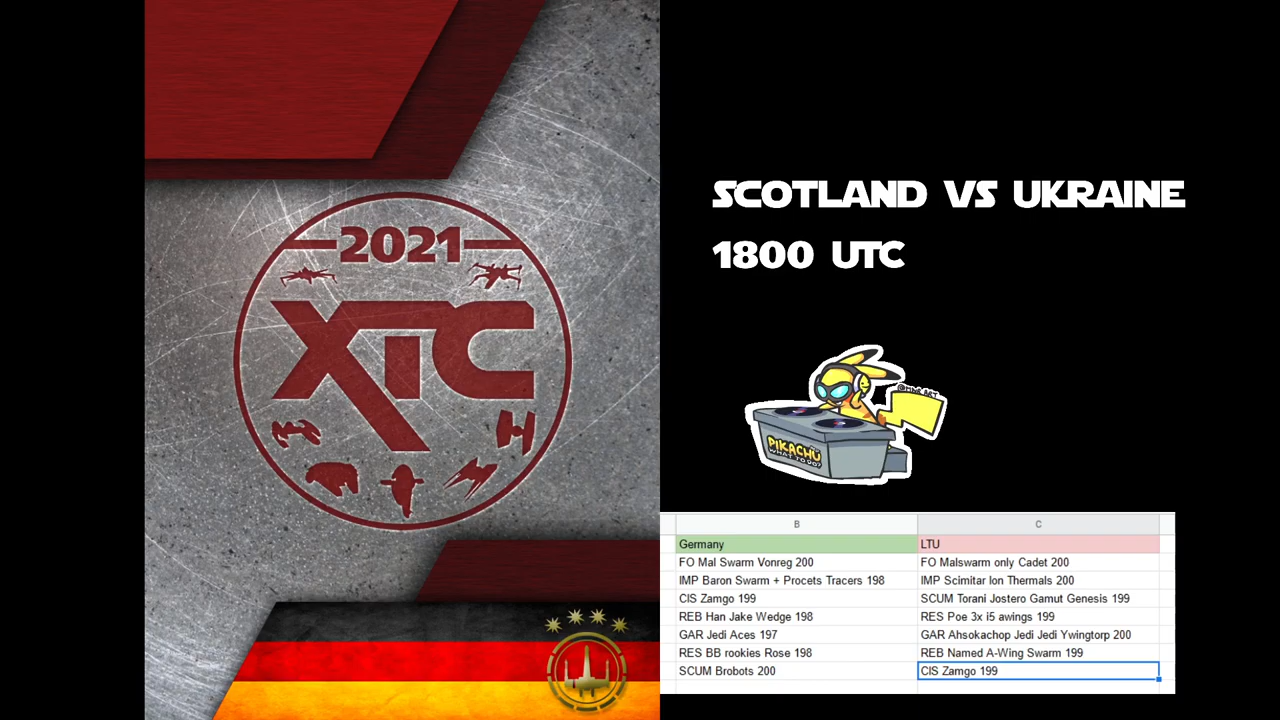 2021
XTC
SCOTLAND VS UKRAINE
1800 UTC
PIKACHU
WHAT TO DO?
B C
Germany LTU
FO Mal Swarm Vonreg 200 FO Malswarm only Cadet 200
IMP Baron Swarm + Procets Tracers 198 IMP Scimitar Ion Thermals 200
CIS Zamgo 199 SCUM Torani Jostero Gamut Genesis 199
REB Han Jake Wedge 198 RES Poe 3x i5 awings 199
GAR Jedi Aces 197 GAR Ahsokachop Jedi Jedi Ywingtorp 200
RES BB rookies Rose 198 REB Named A-Wing Swarm 199
SCUM Brobots 200 CIS Zamgo 199